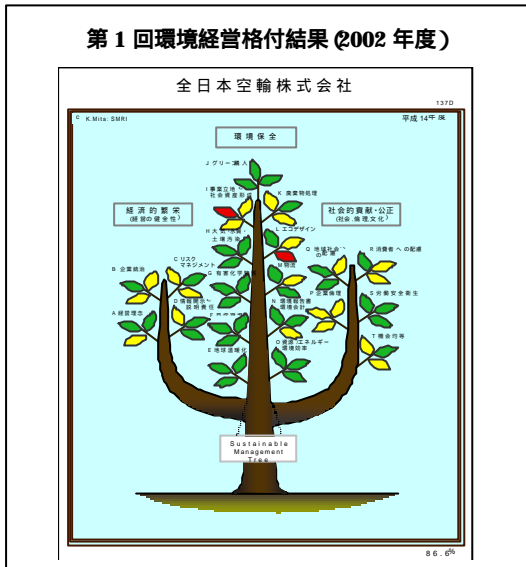 第1回環境経営格付結果(2002年度)
全日本空輸株式会社
137D
c K.Mita: SMRI
平成14年度
環境保全
J グリーン購入
I 事業立地
社会資産形成
K 廃棄物処理
経済的繁栄
(経営の健全性)
社会的貢献・公正
(社会,倫理,文化)
H 大気・水質・
土壌汚染
L エコデザイン
C リスク
マネジメント
Q 地域社会への配慮
R 消費者への配慮
B 企業統治
G 有害化学
M 物流
D 情報開示
説明責任
N 環境報告書
環境会計
P 企業倫理
S 労働安全衛生
A 経営理念
E 地球温暖化
O 資源/エネルギー
環境効率
T 機会均等
Sustainable
Management
Tree
86.6%